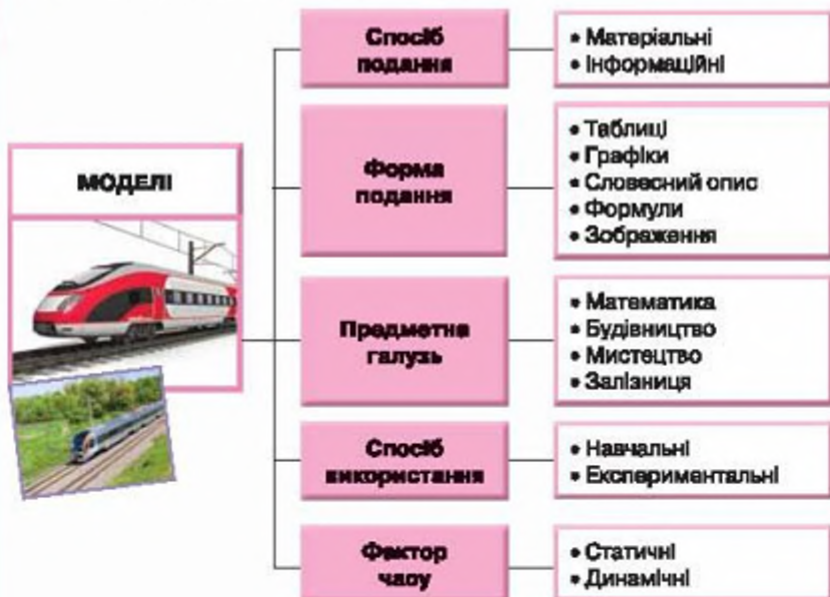 МОДЕЛІ
Спосіб
подання
• Матеріальні
• Інформаційні
Форма
подання
• Таблиці
• Графіки
• Словесний опис
• Формули
• Зображення
Предметна
галузь
• Математика
• Будівництво
• Мистецтво
• Залізниця
Спосіб
використання
• Навчальні
• Експериментальні
Фактор
часу
• Статичні
• Динамічні